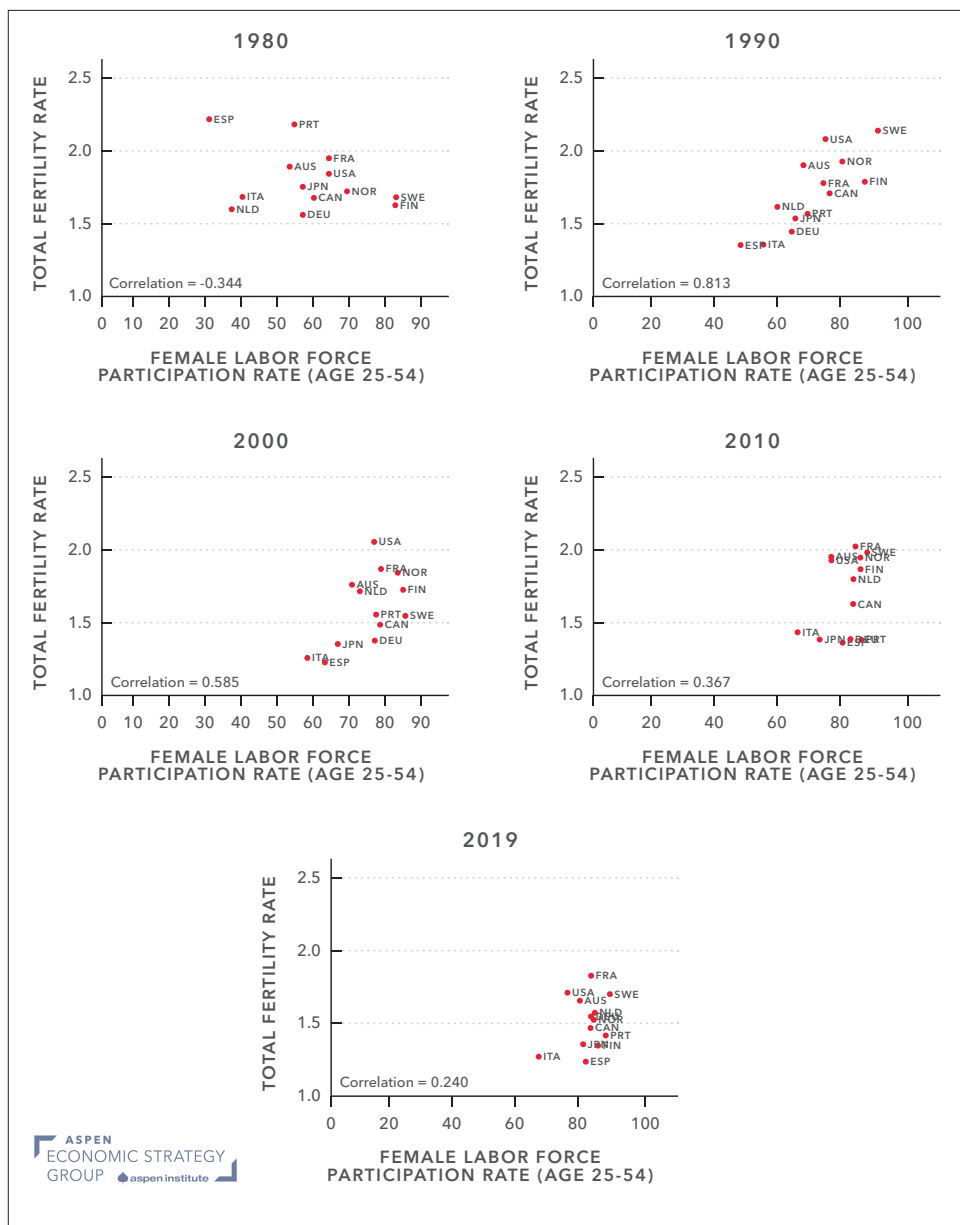 1980
TOTAL FERTILITY RATE
2.5
2.0
1.5
1.0
ESP
PRT
FRA
AUS
USA
JPN
ITA
CAN
NOR
SWE
NLD
FIN
DEU
Correlation = -0.344
0 10 20 30 40 50 60 70 80 90
FEMALE LABOR FORCE
PARTICIPATION RATE (AGE 25-54)
1990
TOTAL FERTILITY RATE
2.5
2.0
1.5
1.0
SWE
USA
NOR
AUS
FRA
FIN
CAN
NLD
PRT
JPN
DEU
ESP
ITA
Correlation = 0.813
0 20 40 60 80 100
FEMALE LABOR FORCE
PARTICIPATION RATE (AGE 25-54)
2000
TOTAL FERTILITY RATE
2.5
2.0
1.5
1.0
USA
FRA
NOR
AUS
NLD
FIN
PRT
SWE
CAN
DEU
JPN
ITA
ESP
Correlation = 0.585
0 10 20 30 40 50 60 70 80 90
FEMALE LABOR FORCE
PARTICIPATION RATE (AGE 25-54)
2010
TOTAL FERTILITY RATE
2.5
2.0
1.5
1.0
FRA
SWE
AUS
NOR
USA
FIN
NLD
CAN
ITA
JPN
DEU
PRT
ESP
Correlation = 0.367
0 20 40 60 80 100
FEMALE LABOR FORCE
PARTICIPATION RATE (AGE 25-54)
2019
TOTAL FERTILITY RATE
2.5
2.0
1.5
1.0
FRA
USA
SWE
AUS
NLD
NOR
CAN
PRT
JPN
FIN
ITA
ESP
Correlation = 0.240
0 20 40 60 80 100
FEMALE LABOR FORCE
PARTICIPATION RATE (AGE 25-54)
ASPEN
ECONOMIC STRATEGY
GROUP aspen institute